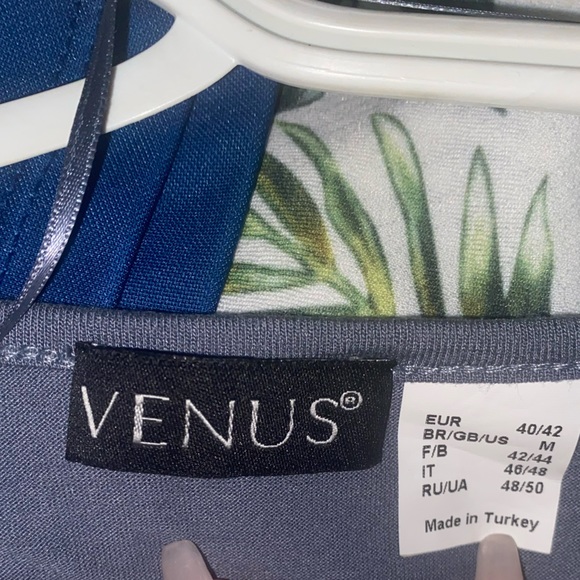 VENUS®
EUR 40/42
BR/GB/US M
F/B 42/44
IT 46/48
RU/UA 48/50
Made in Turkey